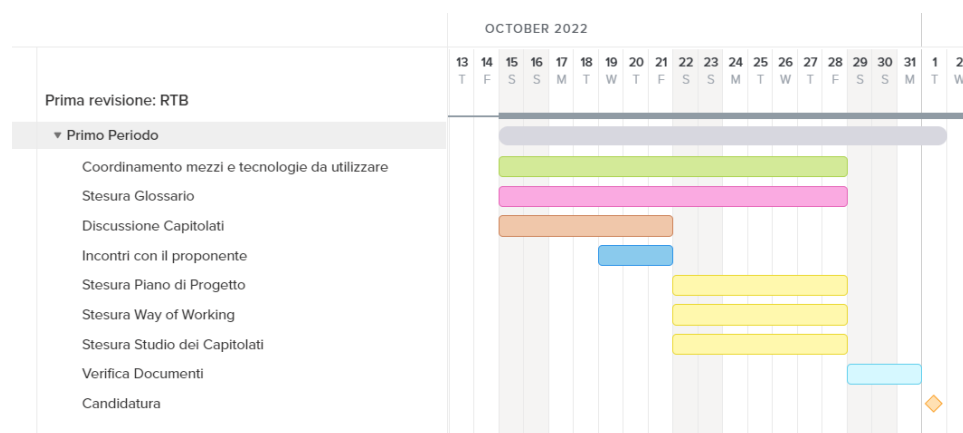 OCTOBER 2022
13 14 15 16 17 18 19 20 21 22 23 24 25 26 27 28 29 30 31 1 2
T F S S M T W T F S S M T W T F S S M T W
Prima revisione: RTB
Primo Periodo
Coordinamento mezzi e tecnologie da utilizzare
Stesura Glossario
Discussione Capitolati
Incontri con il proponente
Stesura Piano di Progetto
Stesura Way of Working
Stesura Studio dei Capitolati
Verifica Documenti
Candidatura